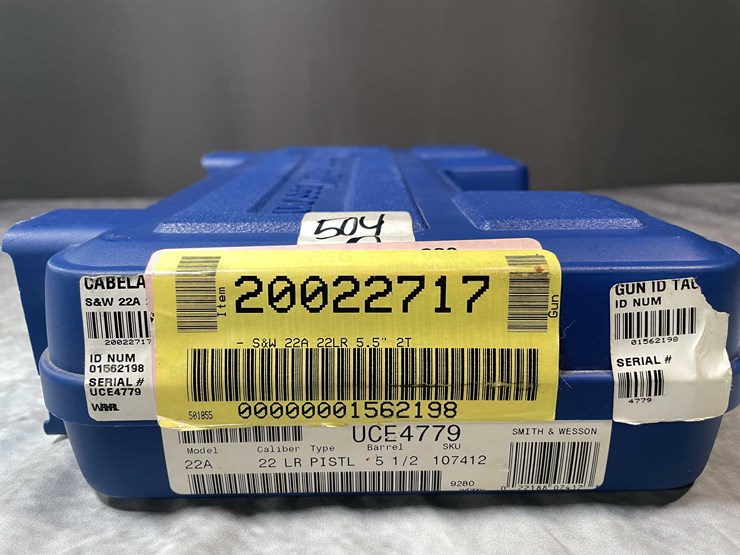 504
CABELA
S&W 22A
20022717
ID NUM
01562198
SERIAL #
UCE4779
Item
20022717
Gun
- S&W 22A 22LR 5.5" 2T
501055
00000001562198
GUN ID TAG
ID NUM
01562198
SERIAL #
4779
UCE4779
SMITH & WESSON
Model Caliber Type Barrel SKU
22A 22 LR PISTL *5 1/2 107412
9280